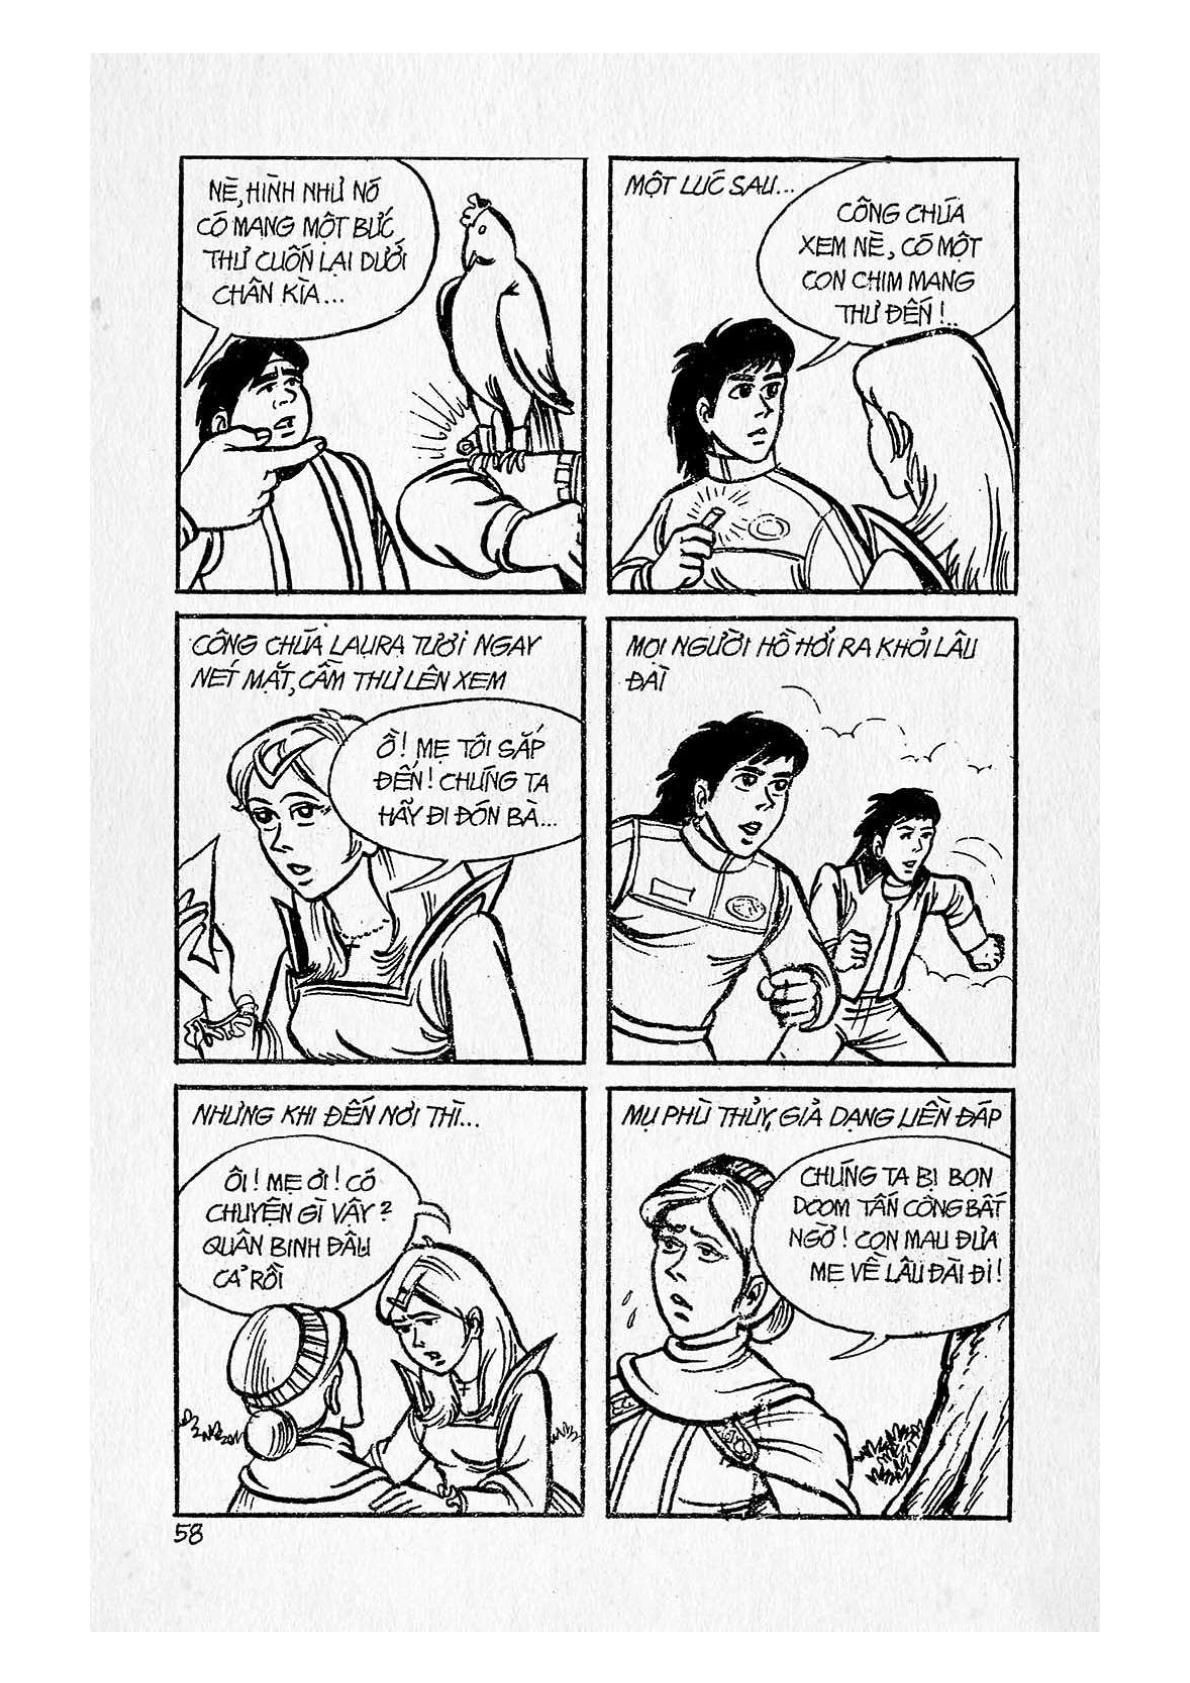 NÈ, HÌNH NHƯ NÓ
CÓ MANG MỘT BỨC
THƯ CUỐN LẠI DƯỚI
CHÂN KÌA...
MỘT LÚC SAU...
CÔNG CHÚA
XEM NÈ, CÓ MỘT
CON CHIM MANG
THƯ ĐẾN!..
CÔNG CHÚA LAURA TƯƠI NGAY
NÉT MẶT, CẦM THƯ LÊN XEM
Ồ! MẸ TÔI SẮP
ĐẾN! CHÚNG TA
HÃY ĐI ĐÓN BÀ...
MỌI NGƯỜI HỒ HỞI RA KHỎI LÂU
ĐÀI
NHƯNG KHI ĐẾN NƠI THÌ...
ÔI! MẸ ƠI! CÓ
CHUYỆN GÌ VẬY?
QUÂN BINH ĐÂU
CẢ RỒI
MỤ PHÙ THỦY, GIẢ DẠNG LIỀN ĐÁP
CHÚNG TA BỊ BỌN
DOOM TẤN CÔNG BẤT
NGỜ! CON MAU ĐƯA
MẸ VỀ LÂU ĐÀI ĐI!
58